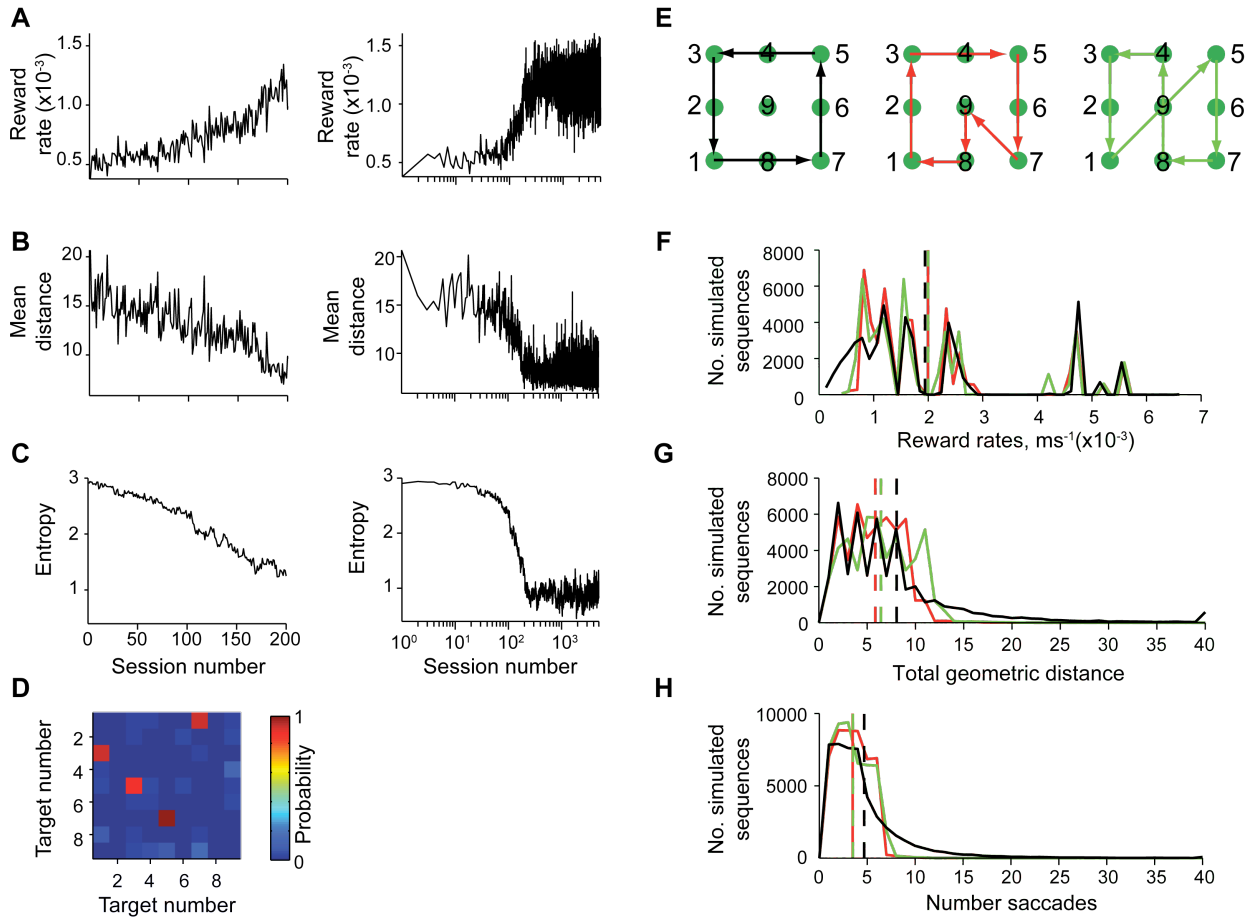 A
Reward
rate (x10⁻³)
1.5
1.0
0.5
Reward
rate (x10⁻³)
1.5
1.0
0.5
B
Mean
distance
20
15
10
Mean
distance
20
15
10
C
Entropy
3
2
1
0 50 100 150 200
Session number
Entropy
3
2
1
10⁰ 10¹ 10² 10³
Session number
D
Target number
2
4
6
8
2 4 6 8
Target number
1
0
Probability
E
3 4 5
2 9 6
1 8 7
3 4 5
2 9 6
1 8 7
3 4 5
2 9 6
1 8 7
F
No. simulated
sequences
8000
6000
4000
2000
0
0 1 2 3 4 5 6 7
Reward rates, ms⁻¹(x10⁻³)
G
No. simulated
sequences
8000
6000
4000
2000
0
0 5 10 15 20 25 30 35 40
Total geometric distance
H
No. simulated
sequences
10000
5000
0
0 5 10 15 20 25 30 35 40
Number saccades